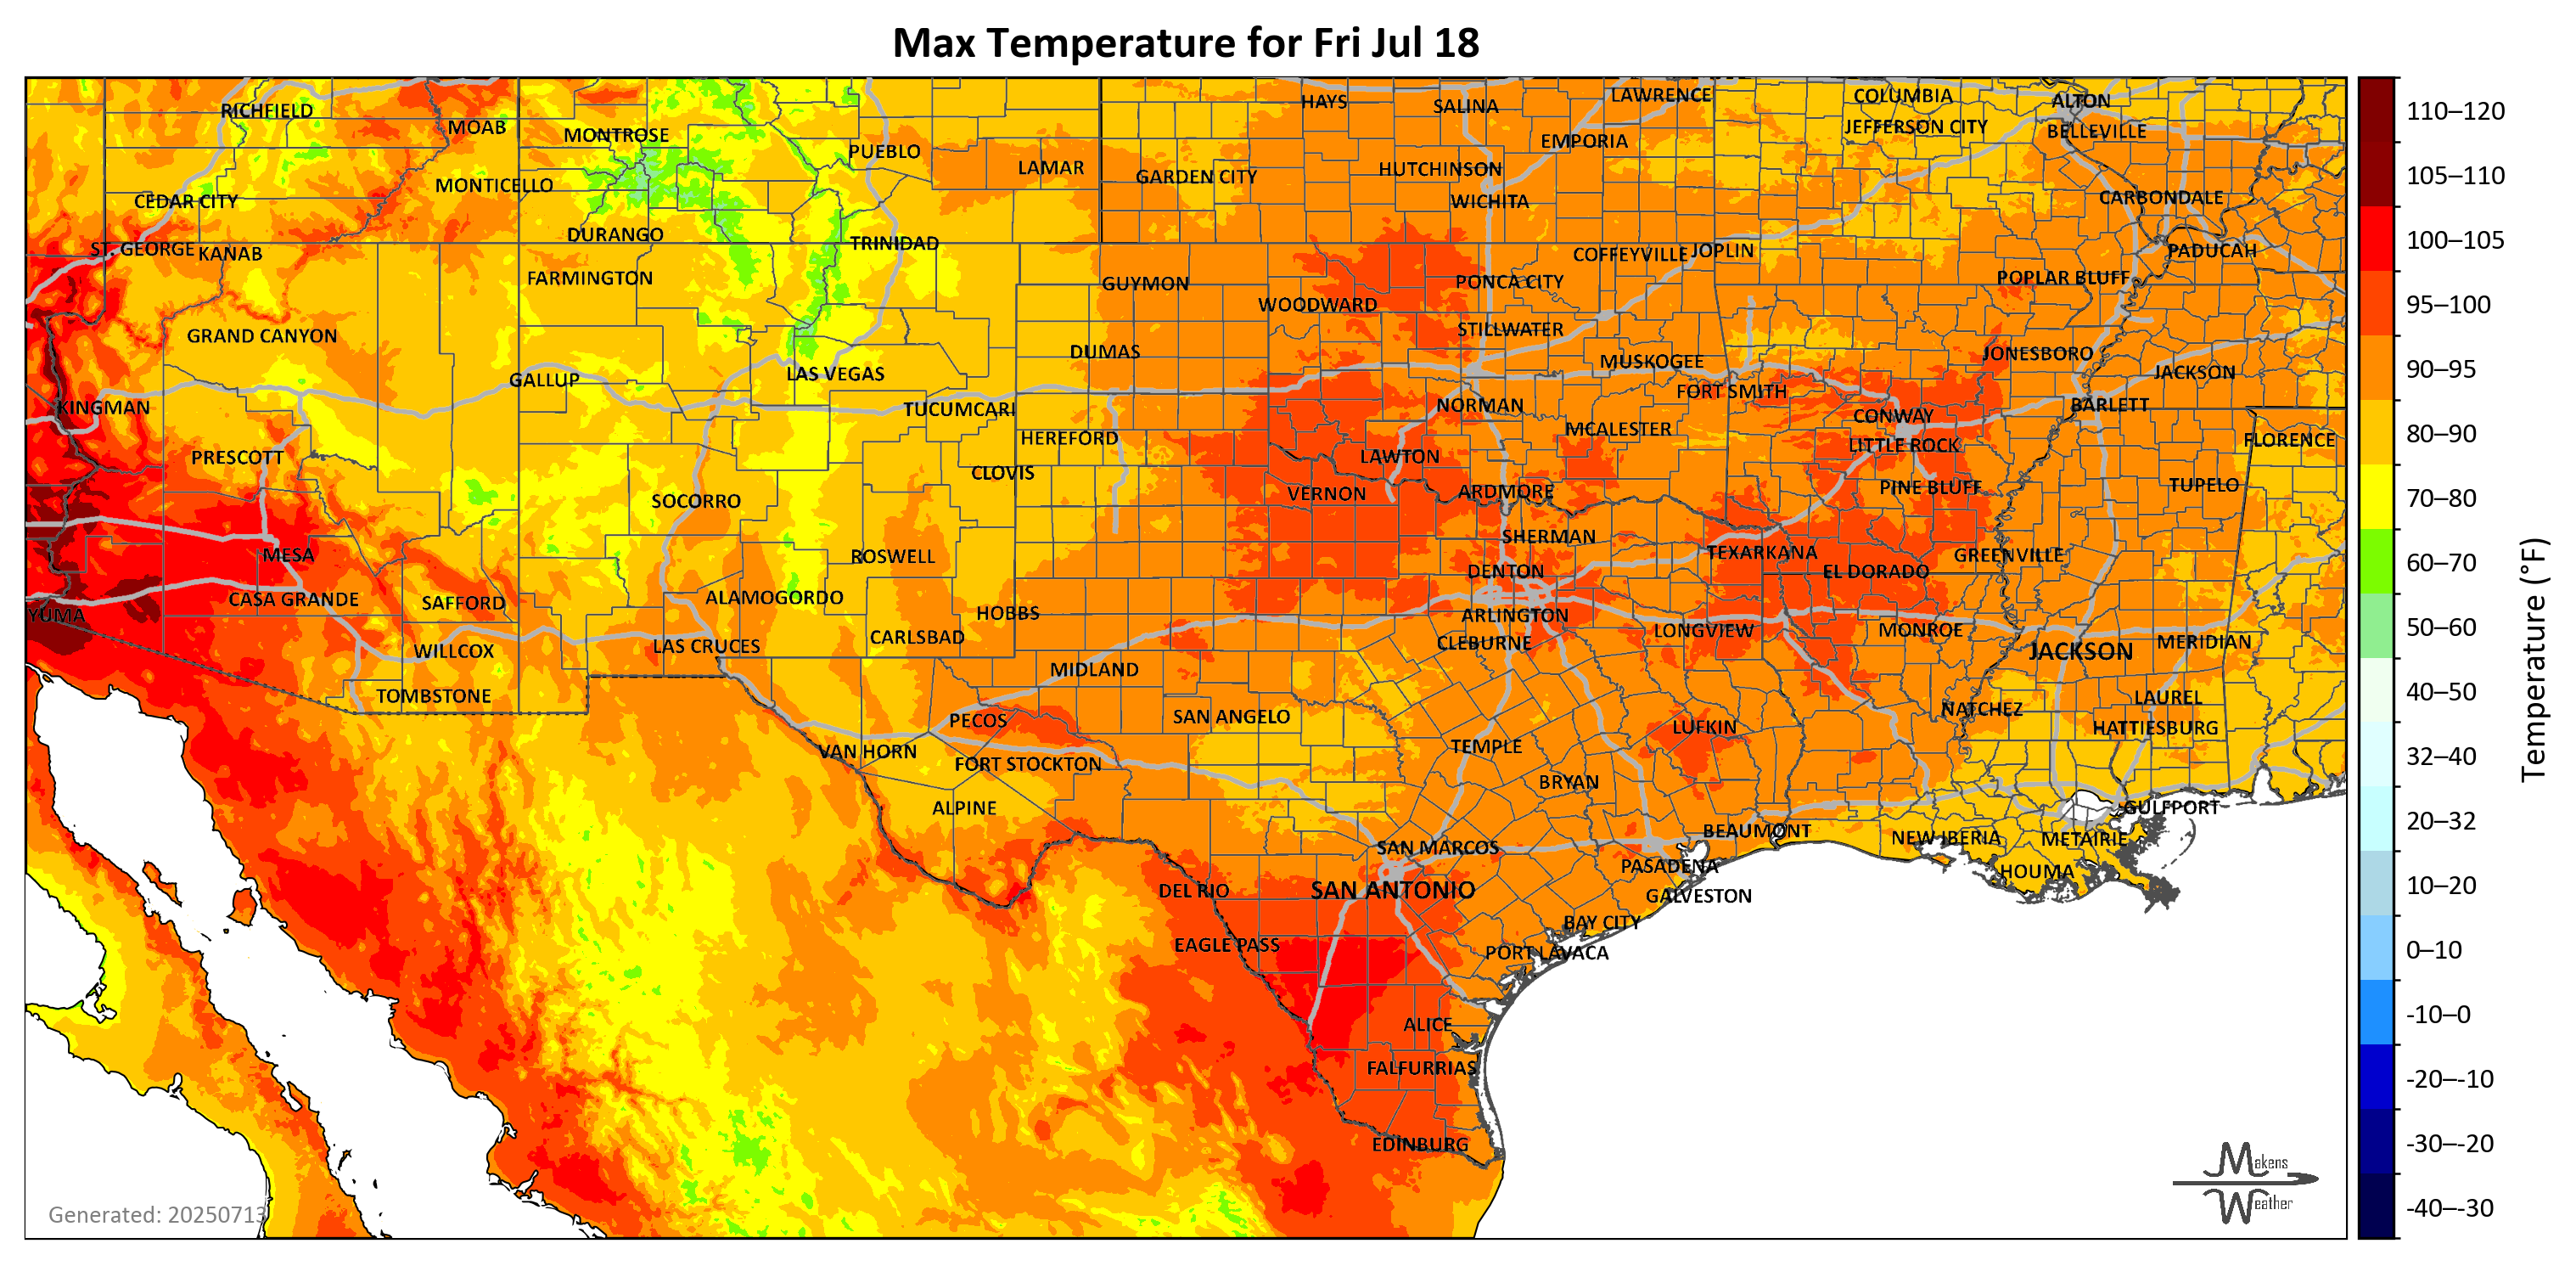 Max Temperature for Fri Jul 18
HAYS
SALINA
LAWRENCE
COLUMBIA
ALTON
RICHFIELD
MOAB
MONTROSE
JEFFERSON CITY
BELLEVILLE
EMPORIA
PUEBLO
LAMAR
GARDEN CITY
HUTCHINSON
MONTICELLO
CEDAR CITY
WICHITA
CARBONDALE
DURANGO
TRINIDAD
ST. GEORGE
KANAB
COFFEYVILLE
JOPLIN
PADUCAH
FARMINGTON
GUYMON
PONCA CITY
POPLAR BLUFF
WOODWARD
GRAND CANYON
STILLWATER
DUMAS
MUSKOGEE
JONESBORO
JACKSON
GALLUP
LAS VEGAS
FORT SMITH
KINGMAN
TUCUMCARI
NORMAN
CONWAY
BARLETT
HEREFORD
MCALESTER
LITTLE ROCK
FLORENCE
PRESCOTT
CLOVIS
LAWTON
SOCORRO
VERNON
ARDMORE
PINE BLUFF
TUPELO
SHERMAN
MESA
ROSWELL
TEXARKANA
GREENVILLE
DENTON
EL DORADO
CASA GRANDE
SAFFORD
ALAMOGORDO
YUMA
HOBBS
ARLINGTON
WILLCOX
LAS CRUCES
CARLSBAD
CLEBURNE
LONGVIEW
MONROE
JACKSON
MERIDIAN
MIDLAND
TOMBSTONE
PECOS
SAN ANGELO
LUFKIN
NATCHEZ
LAUREL
HATTIESBURG
VAN HORN
FORT STOCKTON
TEMPLE
BRYAN
ALPINE
GULFPORT
SAN MARCOS
BEAUMONT
NEW IBERIA
METAIRIE
DEL RIO
SAN ANTONIO
PASADENA
HOUMA
GALVESTON
BAY CITY
EAGLE PASS
PORT LAVACA
ALICE
FALFURRIAS
EDINBURG
Generated: 20250713
Makens
Weather
110–120
105–110
100–105
95–100
90–95
80–90
70–80
60–70
50–60
40–50
32–40
20–32
10–20
0–10
-10–0
-20–-10
-30–-20
-40–-30
Temperature (°F)